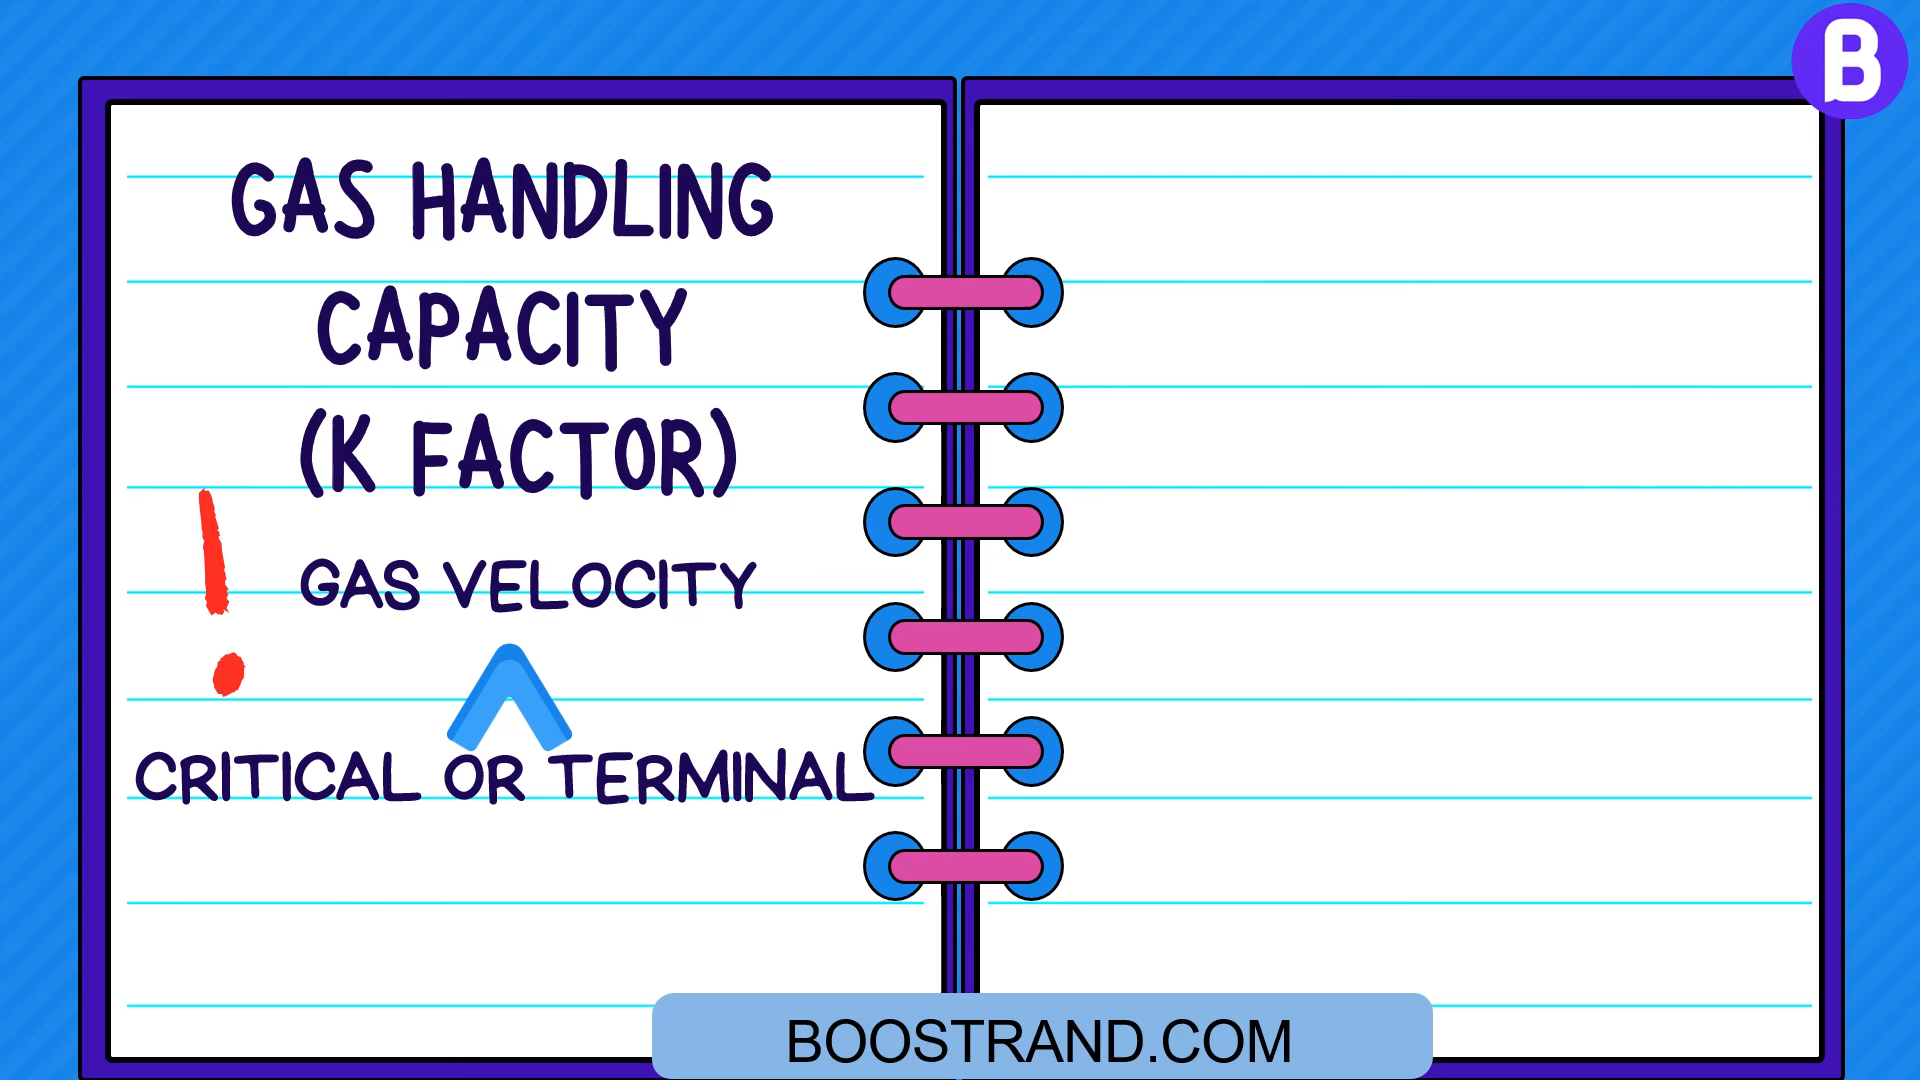 B
GAS HANDLING
CAPACITY
(K FACTOR)
!
GAS VELOCITY
CRITICAL OR TERMINAL
BOOSTRAND.COM